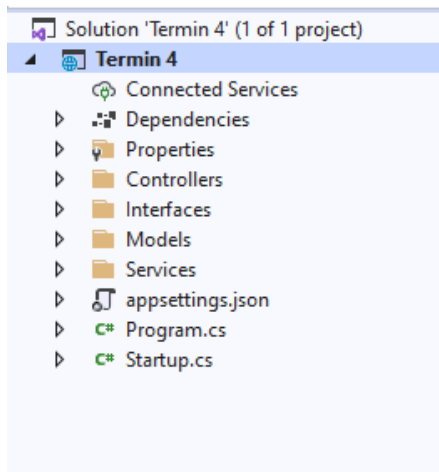 Solution 'Termin 4' (1 of 1 project)
Termin 4
Connected Services
Dependencies
Properties
Controllers
Interfaces
Models
Services
appsettings.json
C# Program.cs
C# Startup.cs